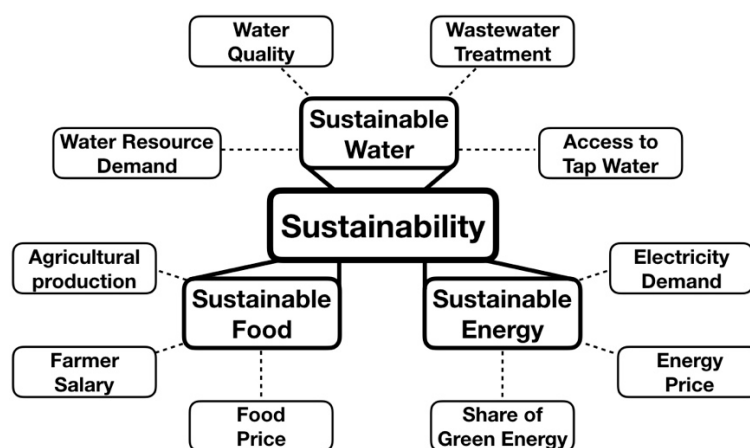 Water
Quality
Wastewater
Treatment
Sustainable
Water
Water Resource
Demand
Access to
Tap Water
Sustainability
Agricultural
production
Electricity
Demand
Sustainable
Food
Sustainable
Energy
Farmer
Salary
Energy
Price
Food
Price
Share of
Green Energy